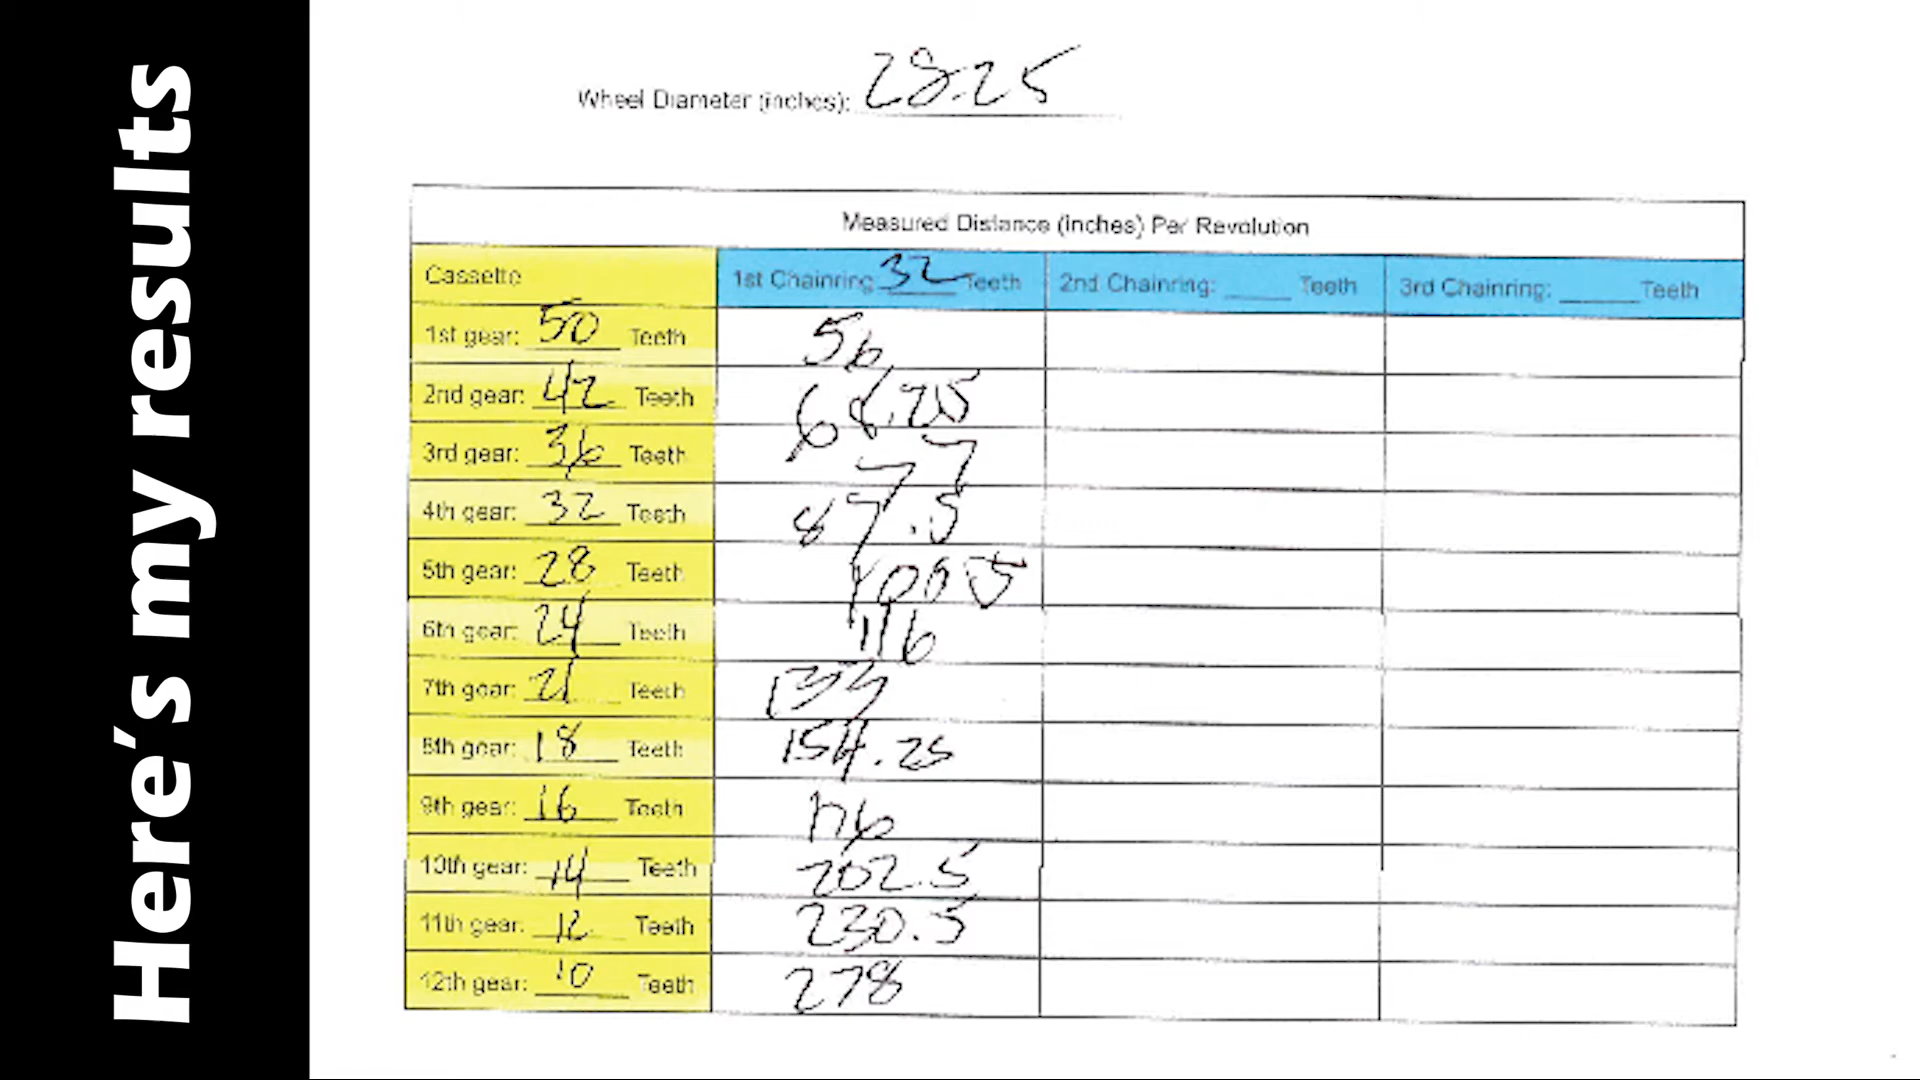 Here's my results
Wheel Diameter (inches): 28.25
Measured Distance (inches) Per Revolution
Cassette 1st Chainring: 32 Teeth 2nd Chainring: ____ Teeth 3rd Chainring: ____ Teeth
1st gear: 50 Teeth 56
2nd gear: 42 Teeth 66.25
3rd gear: 36 Teeth 77
4th gear: 32 Teeth 87.5
5th gear: 28 Teeth
6th gear: 24 Teeth 116
7th gear: 21 Teeth 133
8th gear: 18 Teeth 154.25
9th gear: 16 Teeth 176
10th gear: 14 Teeth 202.5
11th gear: 12 Teeth 230.5
12th gear: 10 Teeth 278